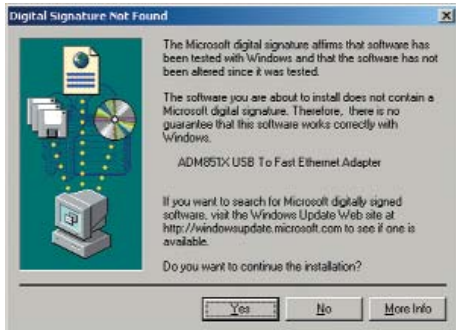 Digital Signature Not Found
The Microsoft digital signature affirms that software has
been tested with Windows and that the software has not
been altered since it was tested.
The software you are about to install does not contain a
Microsoft digital signature. Therefore, there is no
guarantee that this software works correctly with
Windows.
ADM851X USB To Fast Ethernet Adapter
If you want to search for Microsoft digitally signed
software, visit the Windows Update Web site at
http://windowsupdate.microsoft.com to see if one is
available.
Do you want to continue the installation?
Yes No More Info